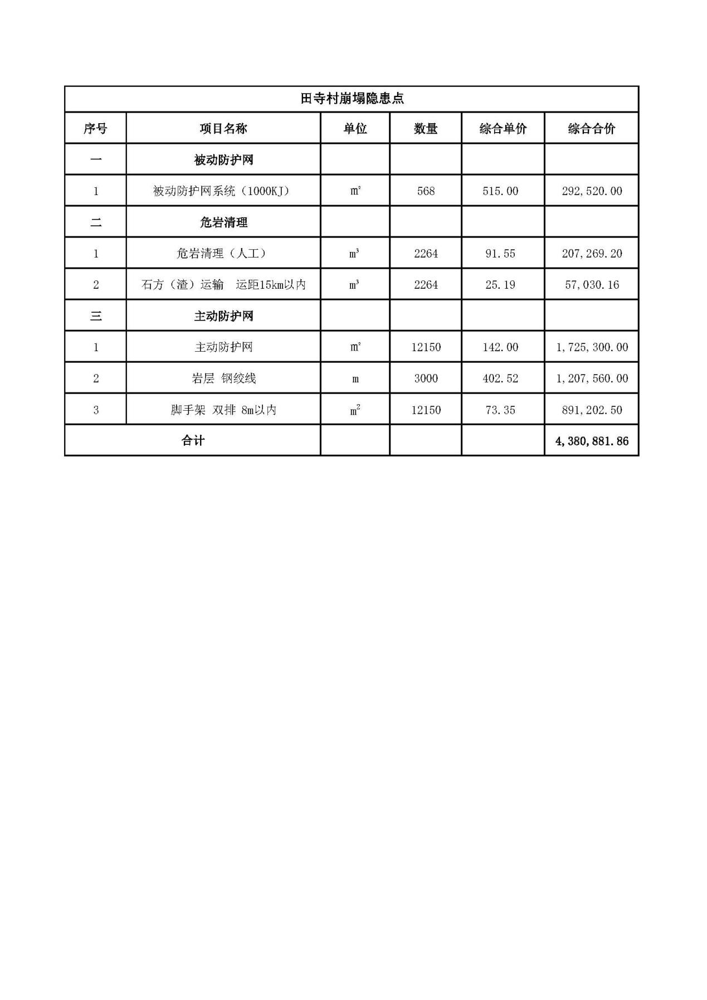 田寺村崩塌隐患点
序号 项目名称 单位 数量 综合单价 综合合价
一 被动防护网
1 被动防护网系统（1000KJ） m² 568 515.00 292,520.00
二 危岩清理
1 危岩清理（人工） m³ 2264 91.55 207,269.20
2 石方（渣）运输 运距15km以内 m³ 2264 25.19 57,030.16
三 主动防护网
1 主动防护网 m² 12150 142.00 1,725,300.00
2 岩层 钢绞线 m 3000 402.52 1,207,560.00
3 脚手架 双排 8m以内 m² 12150 73.35 891,202.50
合计 4,380,881.86